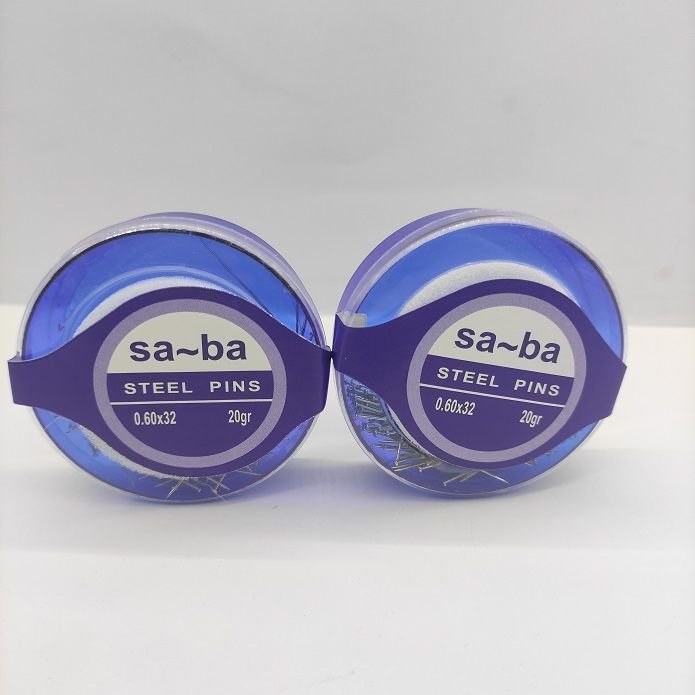 sa~ba
STEEL PINS
0.60x32 20gr
sa~ba
STEEL PINS
0.60x32 20gr